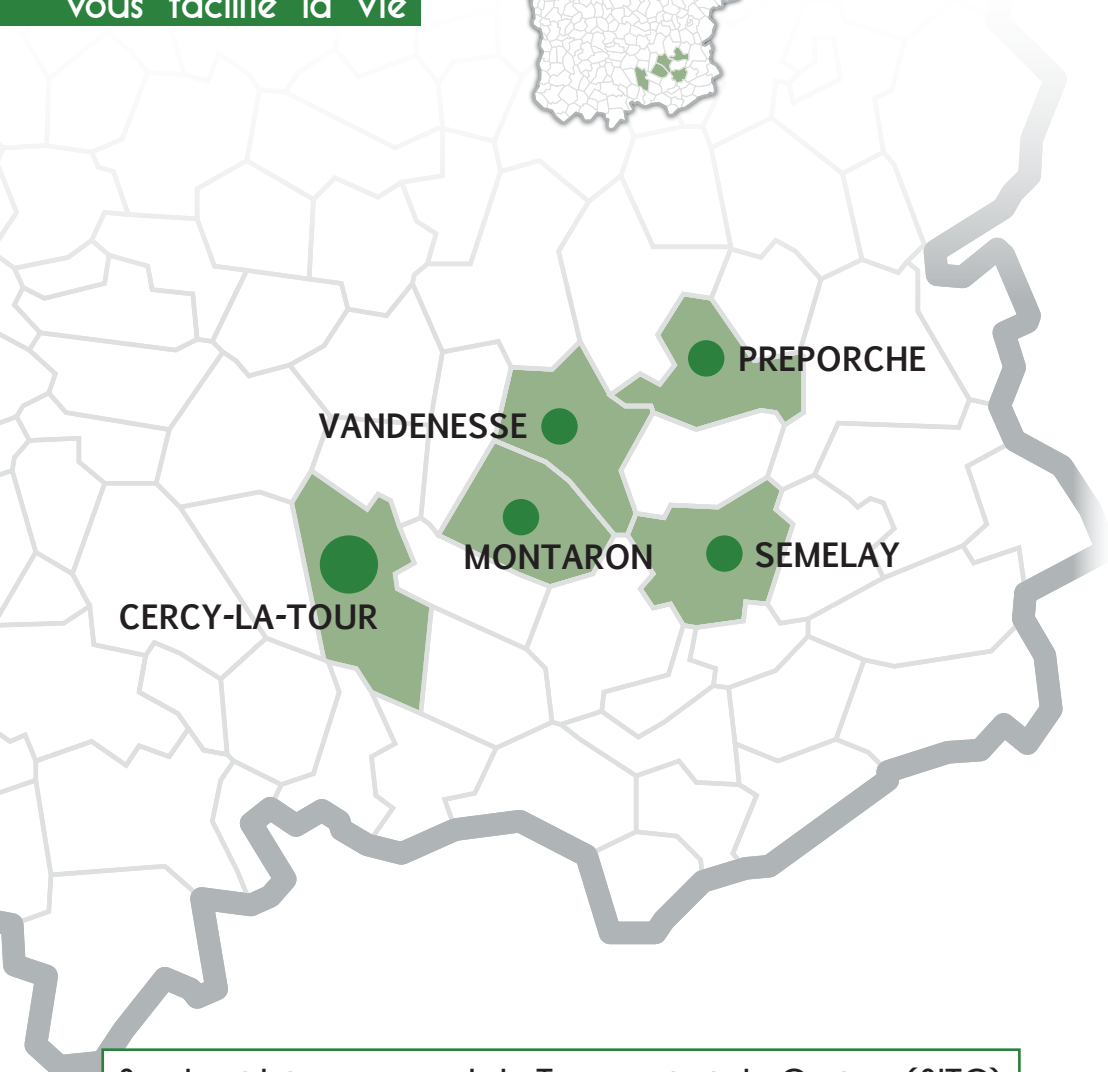 vous facilite la vie
PREPORCHE
VANDENESSE
MONTARON
SEMELAY
CERCY-LA-TOUR